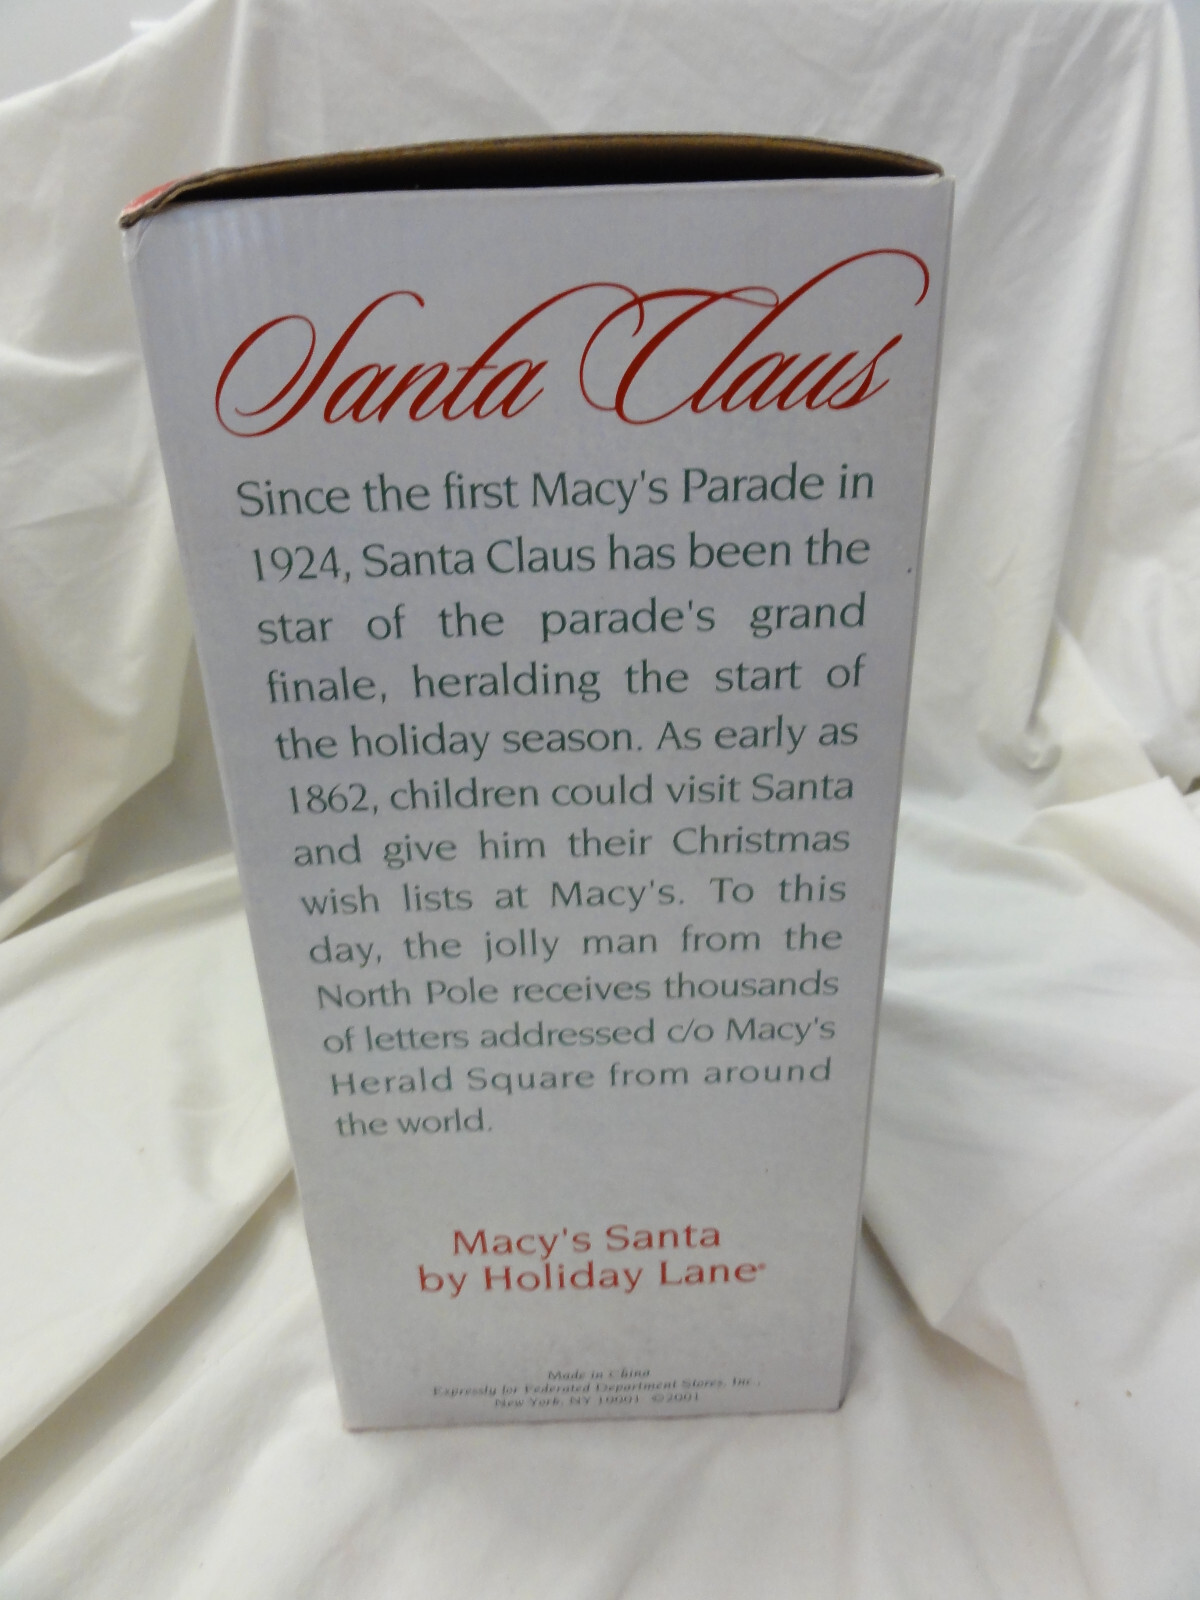 Santa Claus
Since the first Macy's Parade in
1924, Santa Claus has been the
star of the parade's grand
finale, heralding the start of
the holiday season. As early as
1862, children could visit Santa
and give him their Christmas
wish lists at Macy's. To this
day, the jolly man from the
North Pole receives thousands
of letters addressed c/o Macy's
Herald Square from around
the world.
Macy's Santa
by Holiday Lane®
Made in China
Expressly for Federated Department Stores, Inc.,
New York, NY 10001 ©2001